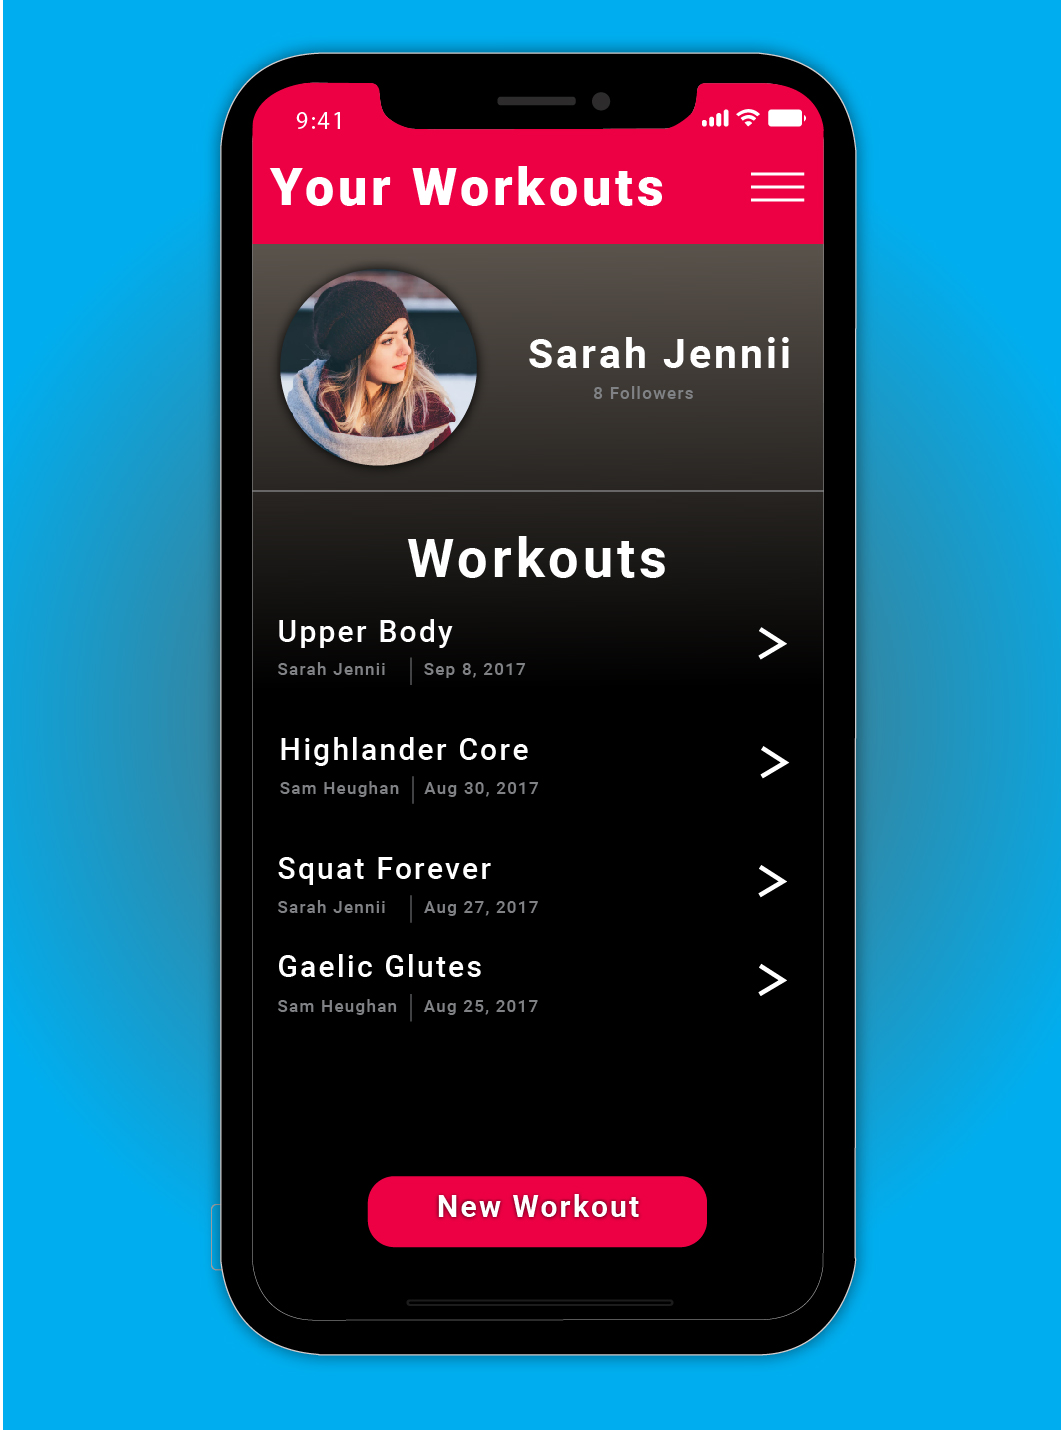 9:41
Your Workouts
Sarah Jennii
8 Followers
Workouts
Upper Body
Sarah Jennii | Sep 8, 2017
Highlander Core
Sam Heughan | Aug 30, 2017
Squat Forever
Sarah Jennii | Aug 27, 2017
Gaelic Glutes
Sam Heughan | Aug 25, 2017
New Workout